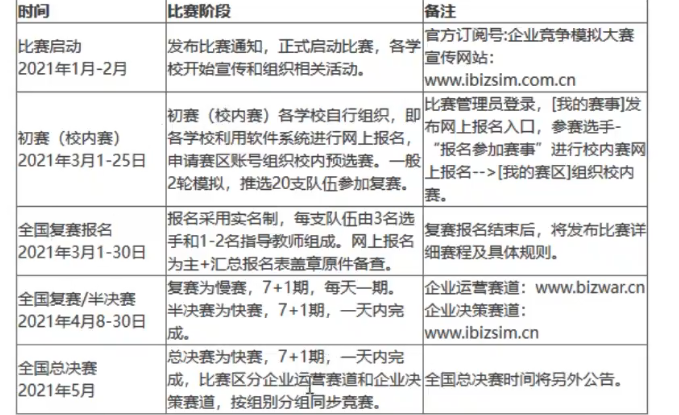 时间
比赛阶段
备注
比赛启动
2021年1月-2月
发布比赛通知，正式启动比赛，各学
校开始宣传和组织相关活动。
官方订阅号:企业竞争模拟大赛
宣传网站：
www.ibizsim.com.cn
初赛（校内赛）
2021年3月1-25日
初赛（校内赛）各学校自行组织，即
各学校利用软件系统进行网上报名，
申请赛区账号组织校内预选赛。一般
2轮模拟，推选20支队伍参加复赛。
比赛管理员登录，[我的赛事]发
布网上报名入口，参赛选手-
“报名参加赛事”进行校内赛网
上报名-->[我的赛区]组织校内
赛。
全国复赛报名
2021年3月1-30日
报名采用实名制，每支队伍由3名选
手和1-2名指导教师组成。网上报名
为主+汇总报名表盖章原件备查。
复赛报名结束后，将发布比赛详
细赛程及具体规则。
全国复赛/半决赛
2021年4月8-30日
复赛为慢赛，7+1期，每天一期。
半决赛为快赛，7+1期，一天内完
成。
企业运营赛道：www.bizwar.cn
企业决策赛道：
www.ibizsim.cn
全国总决赛
2021年5月
总决赛为快赛，7+1期，一天内完
成，比赛区分企业运营赛道和企业决
策赛道，按组别分组同步竞赛。
全国总决赛时间将另外公告。